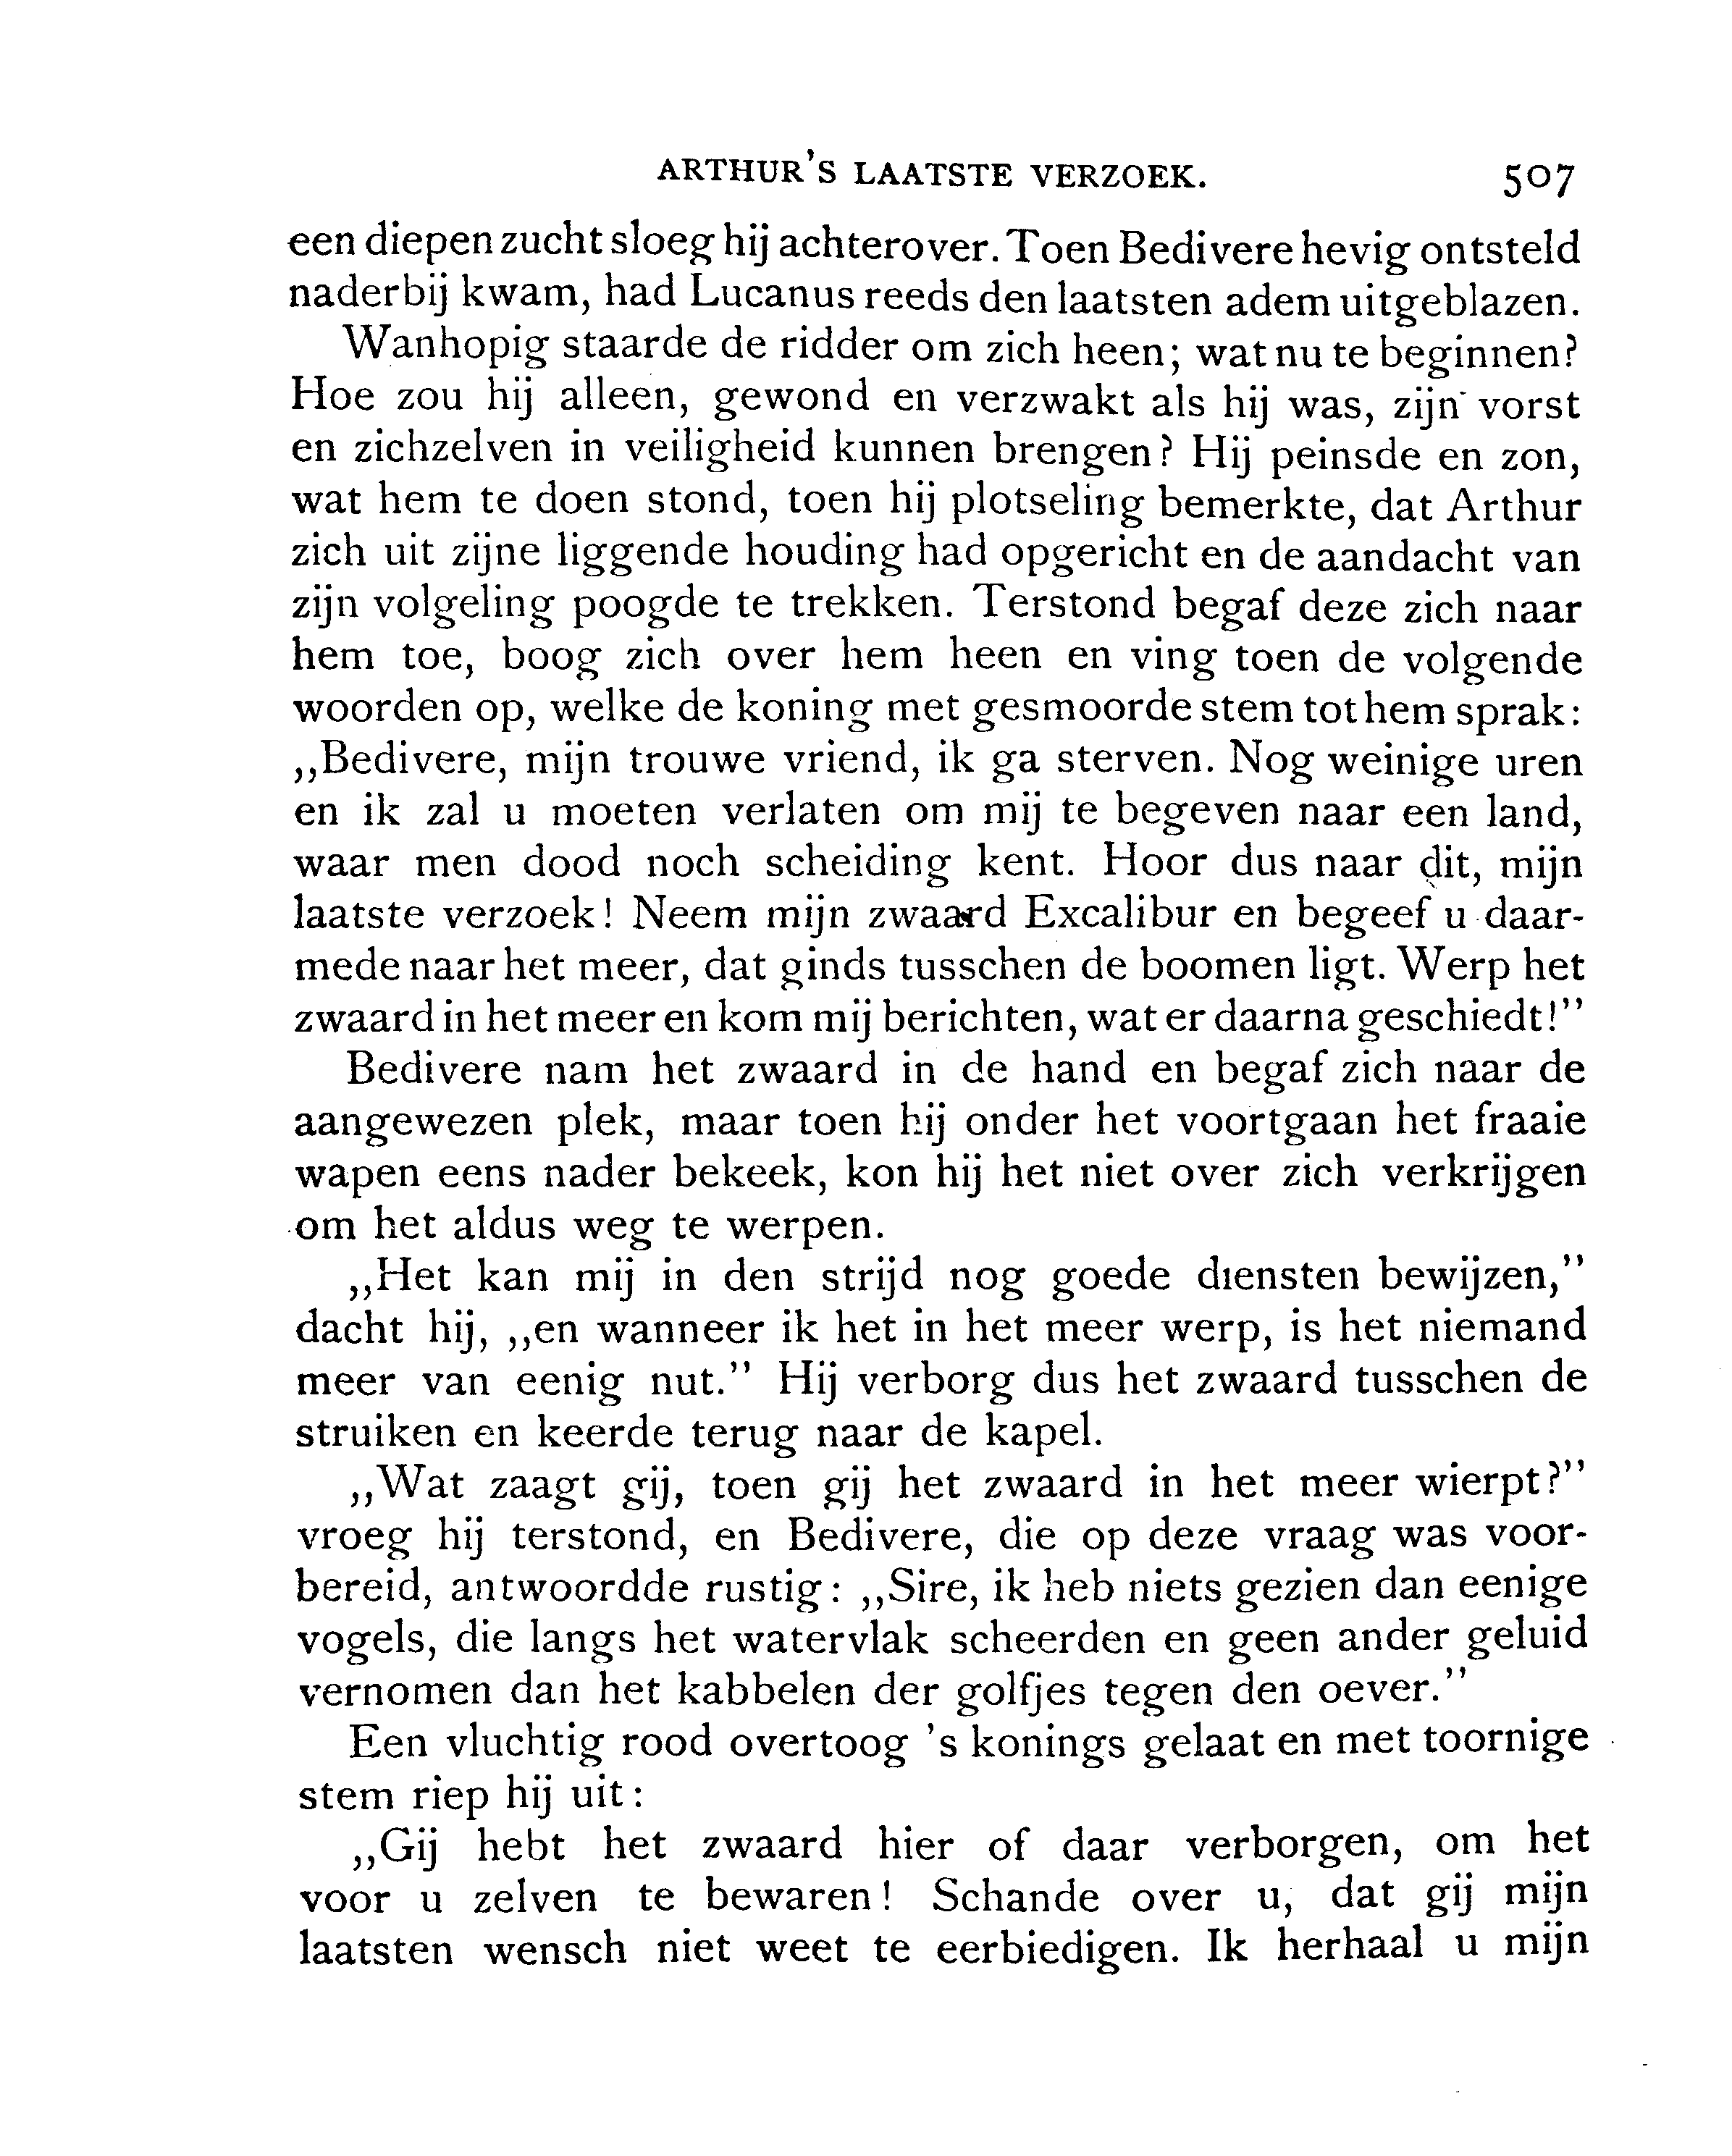 ARTHUR'S LAATSTE VERZOEK. 507
een diepen zucht sloeg hij achterover. Toen Bedivere hevig ontsteld
naderbij kwam, had Lucanus reeds den laatsten adem uitgeblazen.
Wanhopig staarde de ridder om zich heen; wat nu te beginnen?
Hoe zou hij alleen, gewond en verzwakt als hij was, zijn vorst
en zichzelven in veiligheid kunnen brengen? Hij peinsde en zon,
wat hem te doen stond, toen hij plotseling bemerkte, dat Arthur
zich uit zijne liggende houding had opgericht en de aandacht van
zijn volgeling poogde te trekken. Terstond begaf deze zich naar
hem toe, boog zich over hem heen en ving toen de volgende
woorden op, welke de koning met gesmoorde stem tot hem sprak:
,,Bedivere, mijn trouwe vriend, ik ga sterven. Nog weinige uren
en ik zal u moeten verlaten om mij te begeven naar een land,
waar men dood noch scheiding kent. Hoor dus naar dit, mijn
laatste verzoek! Neem mijn zwaard Excalibur en begeef u daar-
mede naar het meer, dat ginds tusschen de boomen ligt. Werp het
zwaard in het meer en kom mij berichten, wat er daarna geschiedt!"
Bedivere nam het zwaard in de hand en begaf zich naar de
aangewezen plek, maar toen hij onder het voortgaan het fraaie
wapen eens nader bekeek, kon hij het niet over zich verkrijgen
om het aldus weg te werpen.
,,Het kan mij in den strijd nog goede diensten bewijzen,"
dacht hij, ,,en wanneer ik het in het meer werp, is het niemand
meer van eenig nut." Hij verborg dus het zwaard tusschen de
struiken en keerde terug naar de kapel.
,,Wat zaagt gij, toen gij het zwaard in het meer wierpt?"
vroeg hij terstond, en Bedivere, die op deze vraag was voor-
bereid, antwoordde rustig: ,,Sire, ik heb niets gezien dan eenige
vogels, die langs het watervlak scheerden en geen ander geluid
vernomen dan het kabbelen der golfjes tegen den oever."
Een vluchtig rood overtoog 's konings gelaat en met toornige
stem riep hij uit:
,,Gij hebt het zwaard hier of daar verborgen, om het
voor u zelven te bewaren! Schande over u, dat gij mijn
laatsten wensch niet weet te eerbiedigen. Ik herhaal u mijn